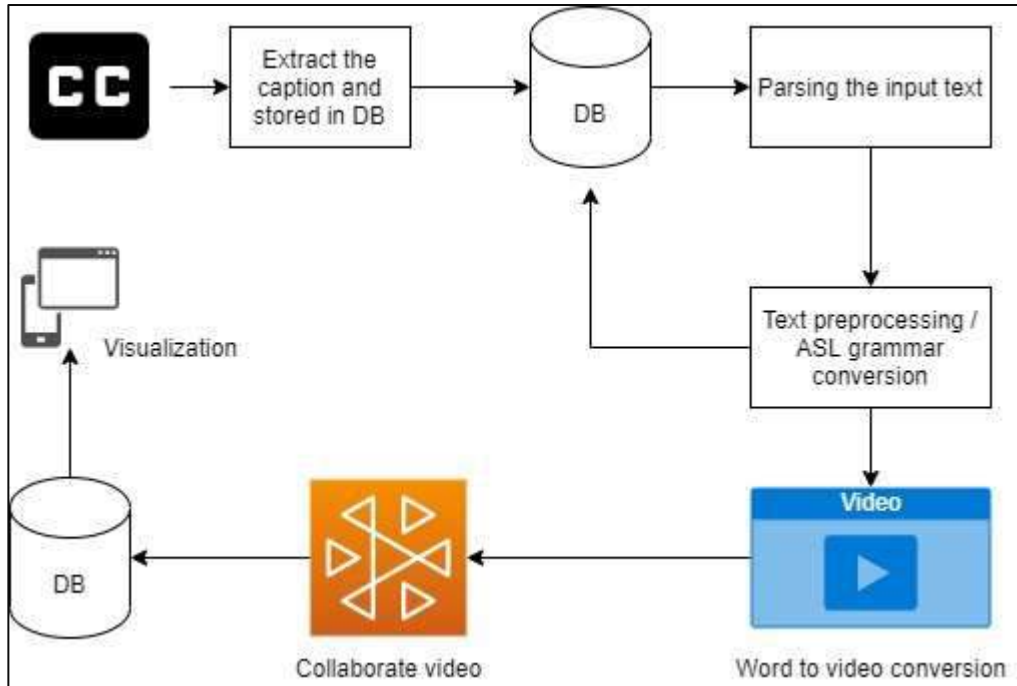 CC
Extract the
caption and
stored in DB
DB
Parsing the input text
Text preprocessing /
ASL grammar
conversion
Visualization
Video
DB
Collaborate video
Word to video conversion